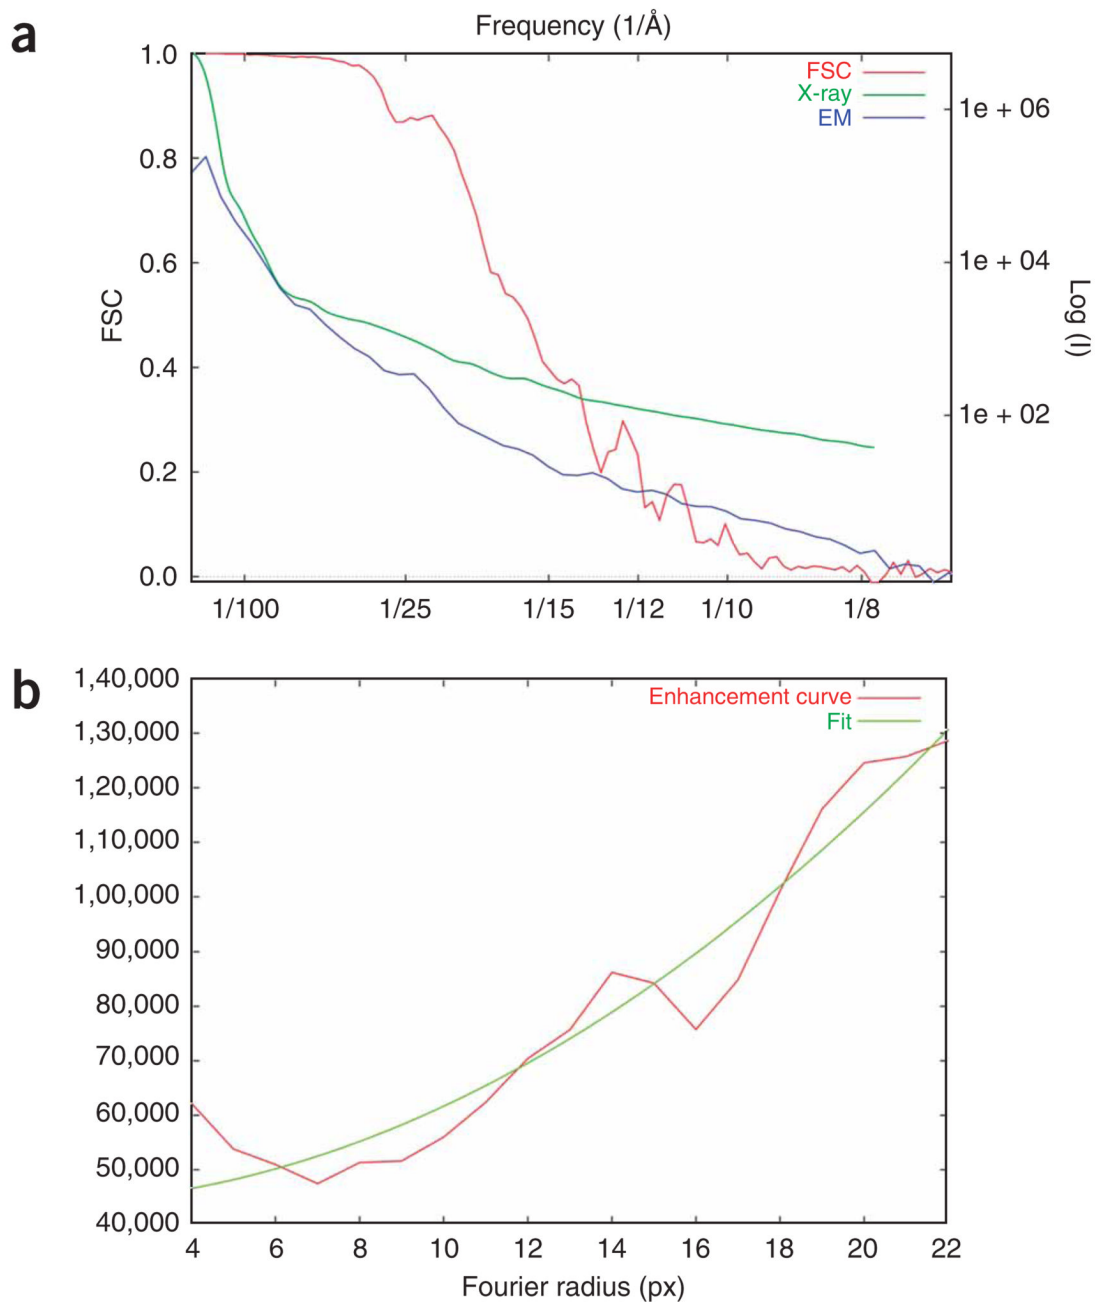 a
Frequency (1/Å)
1.0
0.8
0.6
0.4
0.2
0.0
FSC
FSC
X-ray
EM
1e + 06
1e + 04
1e + 02
Log (I)
1/100 1/25 1/15 1/12 1/10 1/8
b
1,40,000
1,30,000
1,20,000
1,10,000
1,00,000
90,000
80,000
70,000
60,000
50,000
40,000
Enhancement curve
Fit
4 6 8 10 12 14 16 18 20 22
Fourier radius (px)